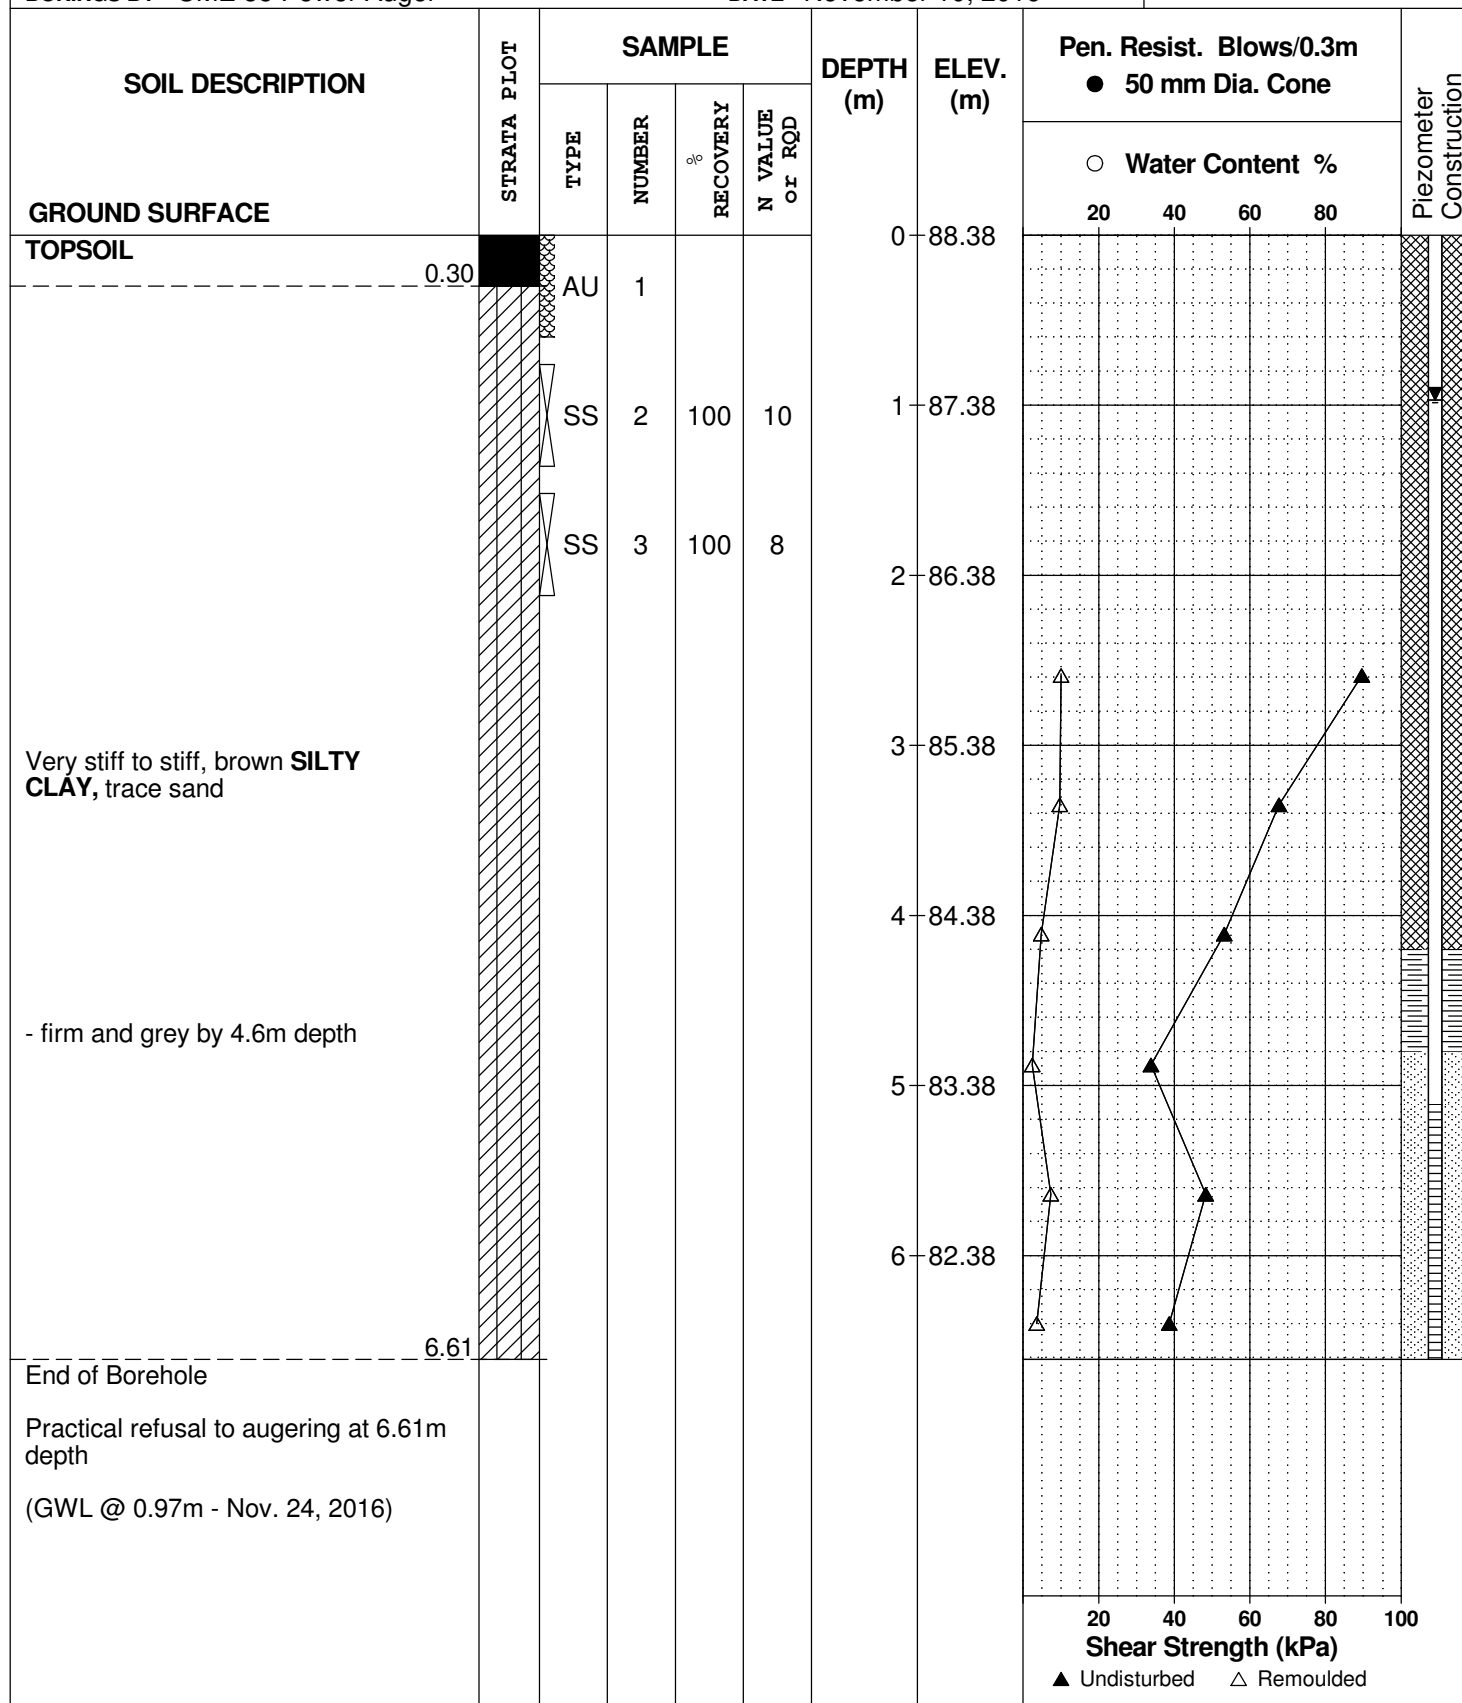 SOIL DESCRIPTION
GROUND SURFACE
STRATA PLOT
SAMPLE
TYPE
NUMBER
%
RECOVERY
N VALUE
or RQD
DEPTH
(m)
ELEV.
(m)
Pen. Resist. Blows/0.3m
● 50 mm Dia. Cone
○ Water Content %
20 40 60 80
Piezometer
Construction
TOPSOIL
0.30
AU 1
SS 2 100 10
SS 3 100 8
0 88.38
1 87.38
2 86.38
3 85.38
4 84.38
5 83.38
6 82.38
Very stiff to stiff, brown SILTY
CLAY, trace sand
- firm and grey by 4.6m depth
6.61
End of Borehole
Practical refusal to augering at 6.61m
depth
(GWL @ 0.97m - Nov. 24, 2016)
20 40 60 80 100
Shear Strength (kPa)
▲ Undisturbed △ Remoulded